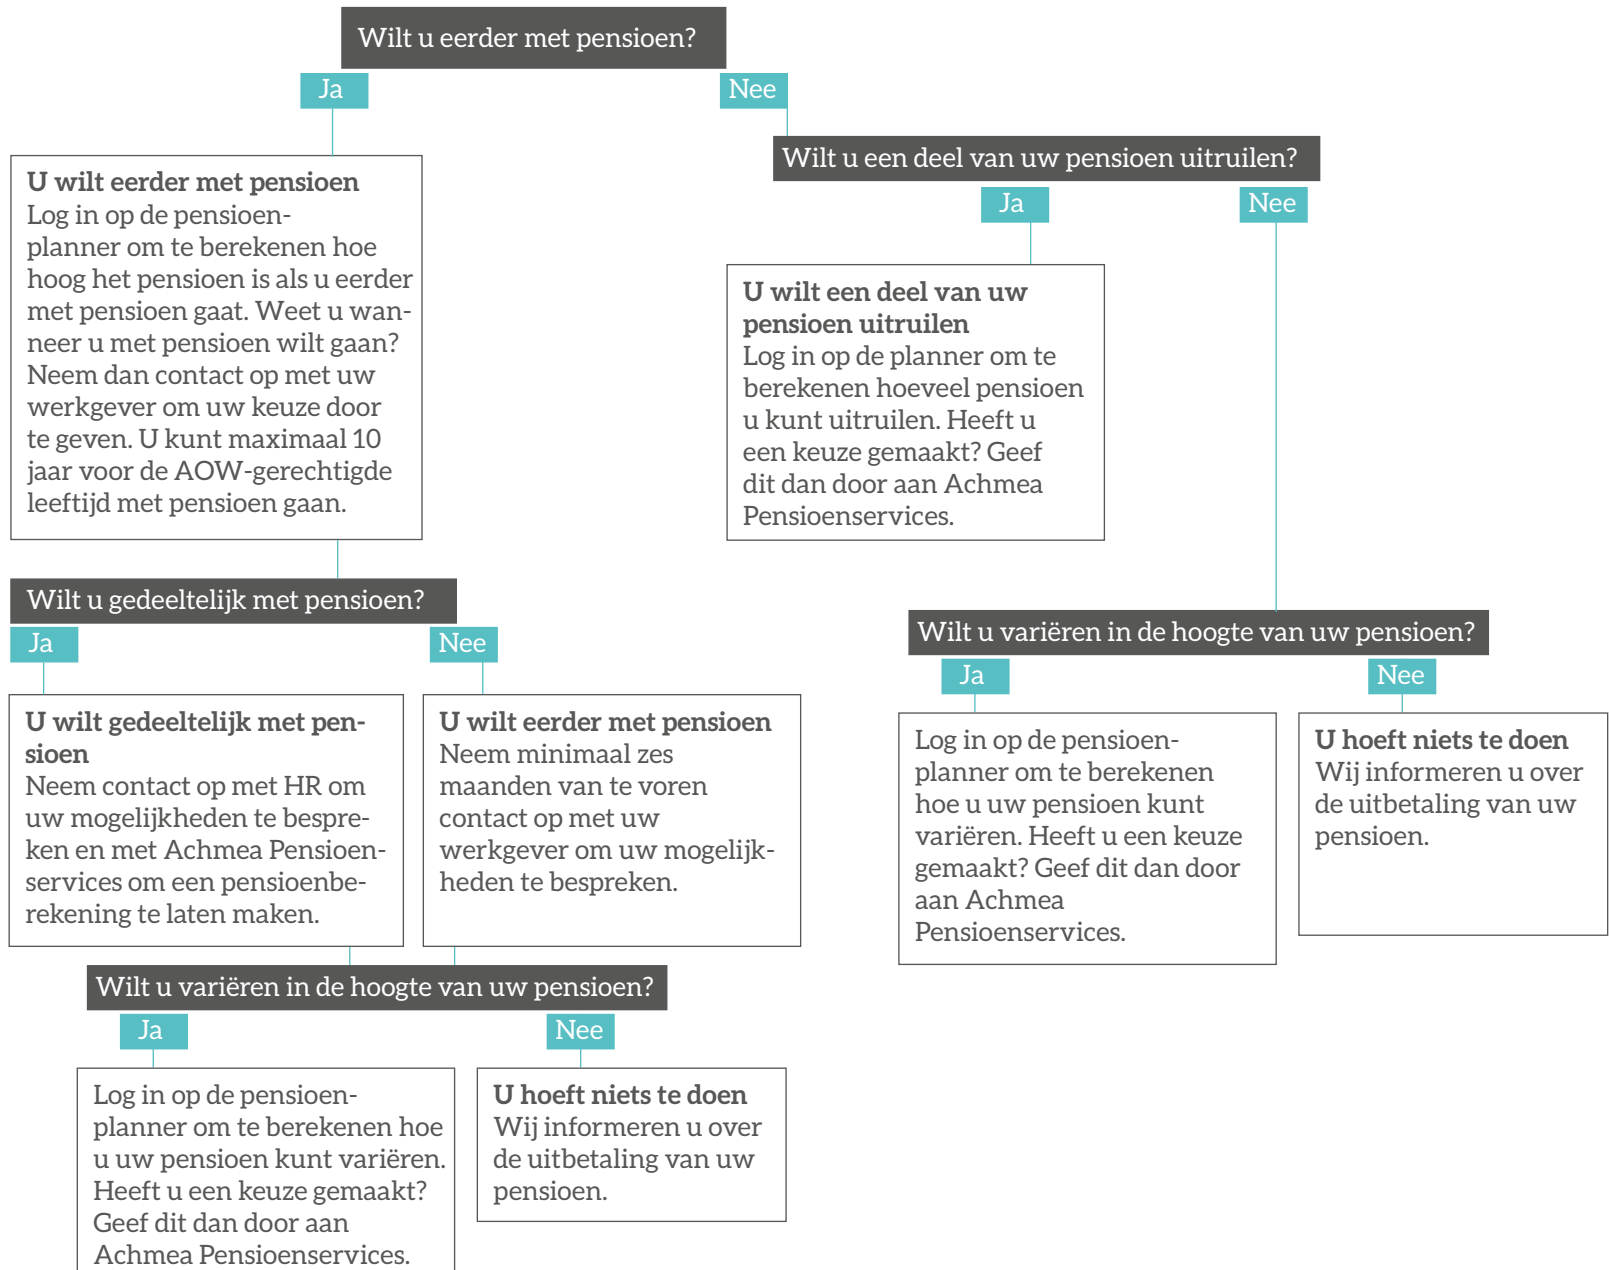 Wilt u eerder met pensioen?
Ja
Nee
U wilt eerder met pensioen
Log in op de pensioen-
planner om te berekenen hoe
hoog het pensioen is als u eerder
met pensioen gaat. Weet u wan-
neer u met pensioen wilt gaan?
Neem dan contact op met uw
werkgever om uw keuze door
te geven. U kunt maximaal 10
jaar voor de AOW-gerechtigde
leeftijd met pensioen gaan.
Wilt u een deel van uw pensioen uitruilen?
Ja
Nee
U wilt een deel van uw
pensioen uitruilen
Log in op de planner om te
berekenen hoeveel pensioen
u kunt uitruilen. Heeft u
een keuze gemaakt? Geef
dit dan door aan Achmea
Pensioenservices.
Wilt u gedeeltelijk met pensioen?
Ja
Nee
U wilt gedeeltelijk met pen-
sioen
Neem contact op met HR om
uw mogelijkheden te bespre-
ken en met Achmea Pensioen-
services om een pensioenbe-
rekening te laten maken.
U wilt eerder met pensioen
Neem minimaal zes
maanden van te voren
contact op met uw
werkgever om uw mogelijk-
heden te bespreken.
Wilt u variëren in de hoogte van uw pensioen?
Ja
Nee
Log in op de pensioen-
planner om te berekenen
hoe u uw pensioen kunt
variëren. Heeft u een keuze
gemaakt? Geef dit dan door
aan Achmea
Pensioenservices.
U hoeft niets te doen
Wij informeren u over
de uitbetaling van uw
pensioen.
Wilt u variëren in de hoogte van uw pensioen?
Ja
Nee
Log in op de pensioen-
planner om te berekenen hoe
u uw pensioen kunt variëren.
Heeft u een keuze gemaakt?
Geef dit dan door aan
Achmea Pensioenservices.
U hoeft niets te doen
Wij informeren u over
de uitbetaling van uw
pensioen.